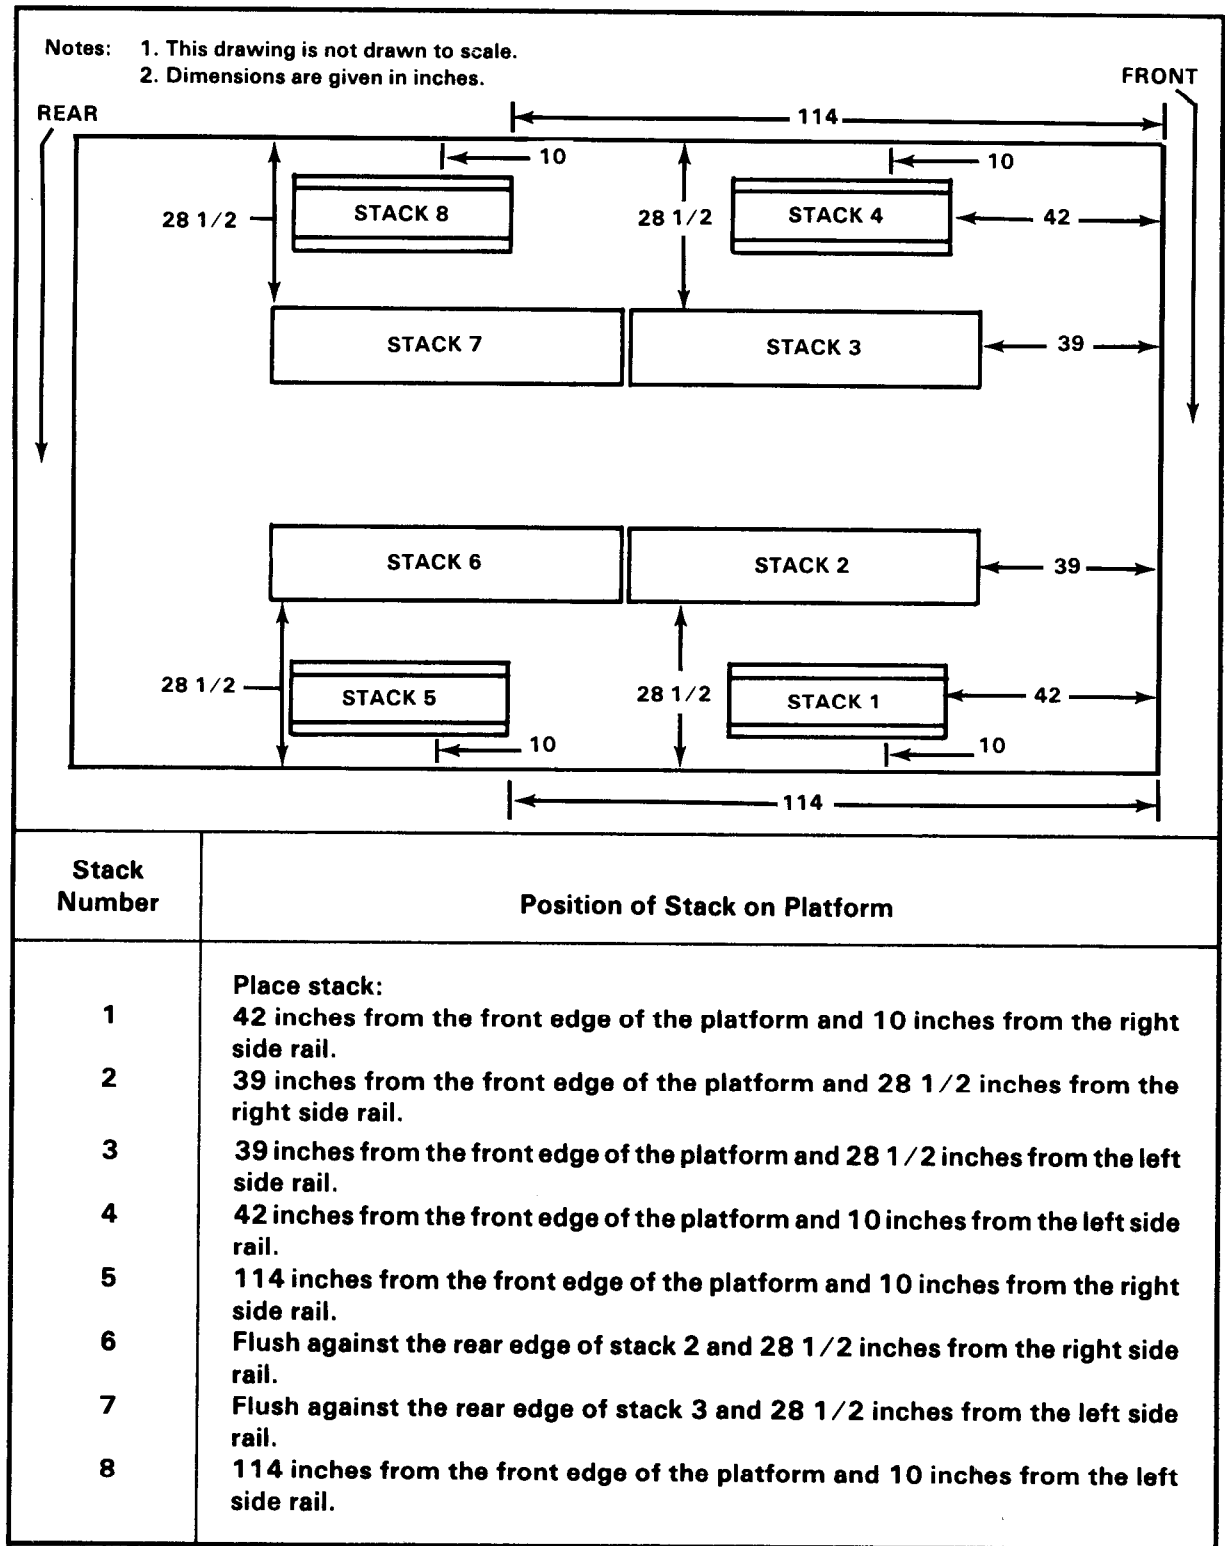 Notes: 1. This drawing is not drawn to scale.
2. Dimensions are given in inches.
FRONT
REAR
114
10
10
28 1/2
STACK 8
28 1/2
STACK 4
42
STACK 7
STACK 3
39
STACK 6
STACK 2
39
28 1/2
STACK 5
28 1/2
STACK 1
42
10
10
114
Stack
Number
Position of Stack on Platform
Place stack:
1 42 inches from the front edge of the platform and 10 inches from the right
side rail.
2 39 inches from the front edge of the platform and 28 1/2 inches from the
right side rail.
3 39 inches from the front edge of the platform and 28 1/2 inches from the left
side rail.
4 42 inches from the front edge of the platform and 10 inches from the left side
rail.
5 114 inches from the front edge of the platform and 10 inches from the right
side rail.
6 Flush against the rear edge of stack 2 and 28 1/2 inches from the right side
rail.
7 Flush against the rear edge of stack 3 and 28 1/2 inches from the left side
rail.
8 114 inches from the front edge of the platform and 10 inches from the left
side rail.